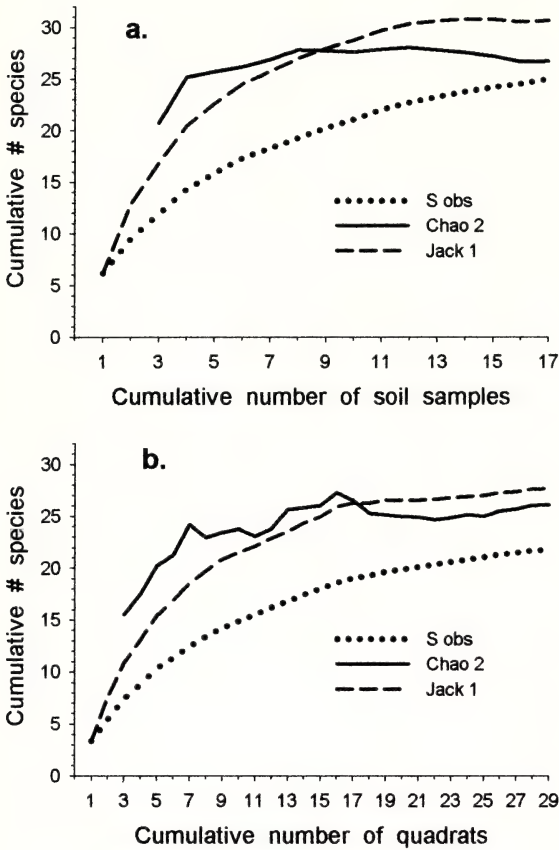 a.
Cumulative # species
30
25
20
15
10
5
0
S obs
Chao 2
Jack 1
1 3 5 7 9 11 13 15 17
Cumulative number of soil samples
b.
Cumulative # species
30
25
20
15
10
5
0
S obs
Chao 2
Jack 1
1 3 5 7 9 11 13 15 17 19 21 23 25 27 29
Cumulative number of quadrats